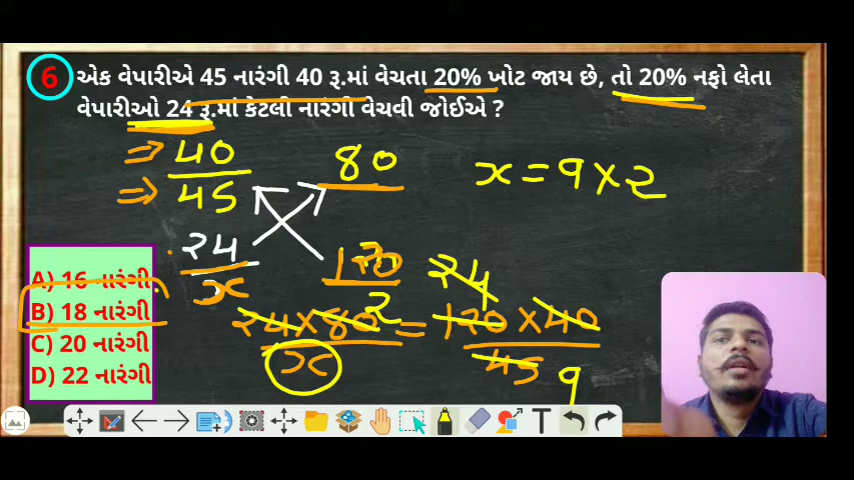 6 એક વેપારીએ 45 નારંગી 40 રૂ.માં વેચતા 20% ખોટ જાય છે, તો 20% નફો લેતા
વેપારીઓ 24 રૂ.માં કેટલી નારંગી વેચવી જોઈએ ?
⇒ 40 80
⇒ 45
x = 9 × 2
24
x
120
24
2
24×80 = 120 × 40
x 45
9
A) 16 નારંગી
B) 18 નારંગી
C) 20 નારંગી
D) 22 નારંગી
T